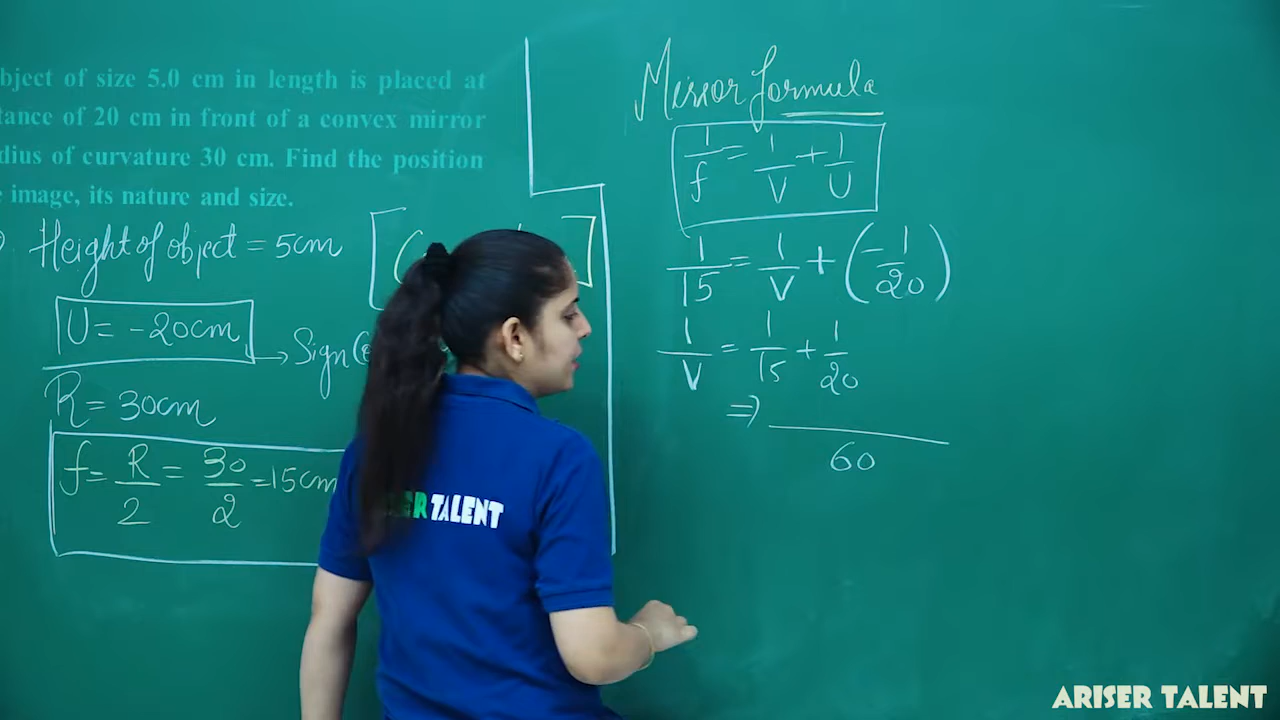 bject of size 5.0 cm in length is placed at
tance of 20 cm in front of a convex mirror
dius of curvature 30 cm. Find the position
e image, its nature and size.
Height of object = 5cm
U = -20cm
→ Sign (
R = 30cm
f = R/2 = 30/2 = 15cm
Mirror formula
1/f = 1/V + 1/U
1/15 = 1/V + (-1/20)
1/V = 1/15 + 1/20
⇒ /60
TALENT
ARISER TALENT